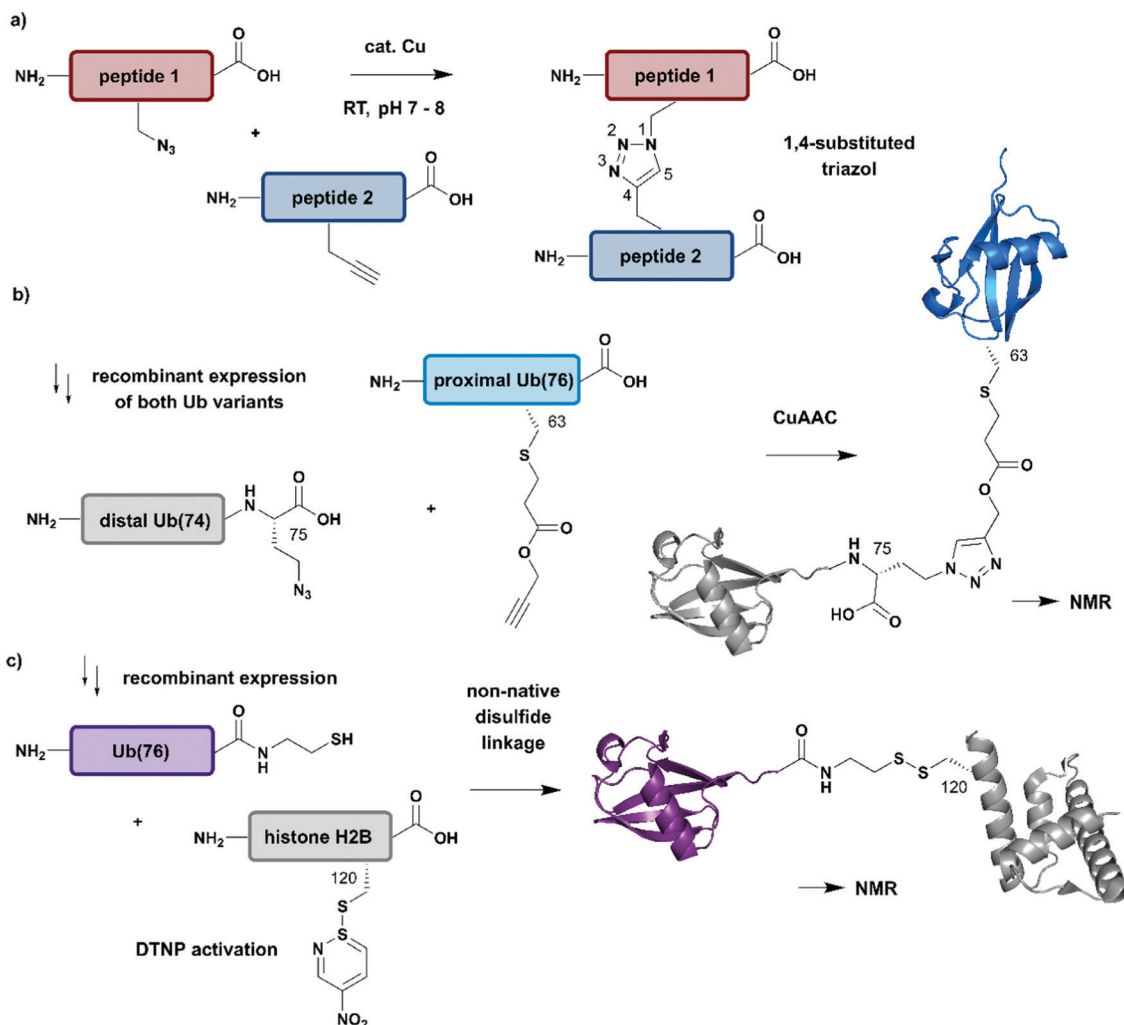 a)
NH2
peptide 1
O
OH
N3
+
NH2
peptide 2
O
OH
cat. Cu
RT, pH 7 - 8
NH2
peptide 1
O
OH
1
2 N
N
N 3
5
4
NH2
peptide 2
O
OH
1,4-substituted
triazol
b)
recombinant expression
of both Ub variants
NH2
distal Ub(74)
H
N
O
OH
75
N3
+
NH2
proximal Ub(76)
O
OH
63
S
O
O
CuAAC
63
S
O
O
H
N
75
HO
O
N
N
N
NMR
c)
recombinant expression
NH2
Ub(76)
O
N
H
SH
+
NH2
histone H2B
O
OH
120
S
S
N
NO2
DTNP activation
non-native
disulfide
linkage
O
N
H
S
S
120
NMR